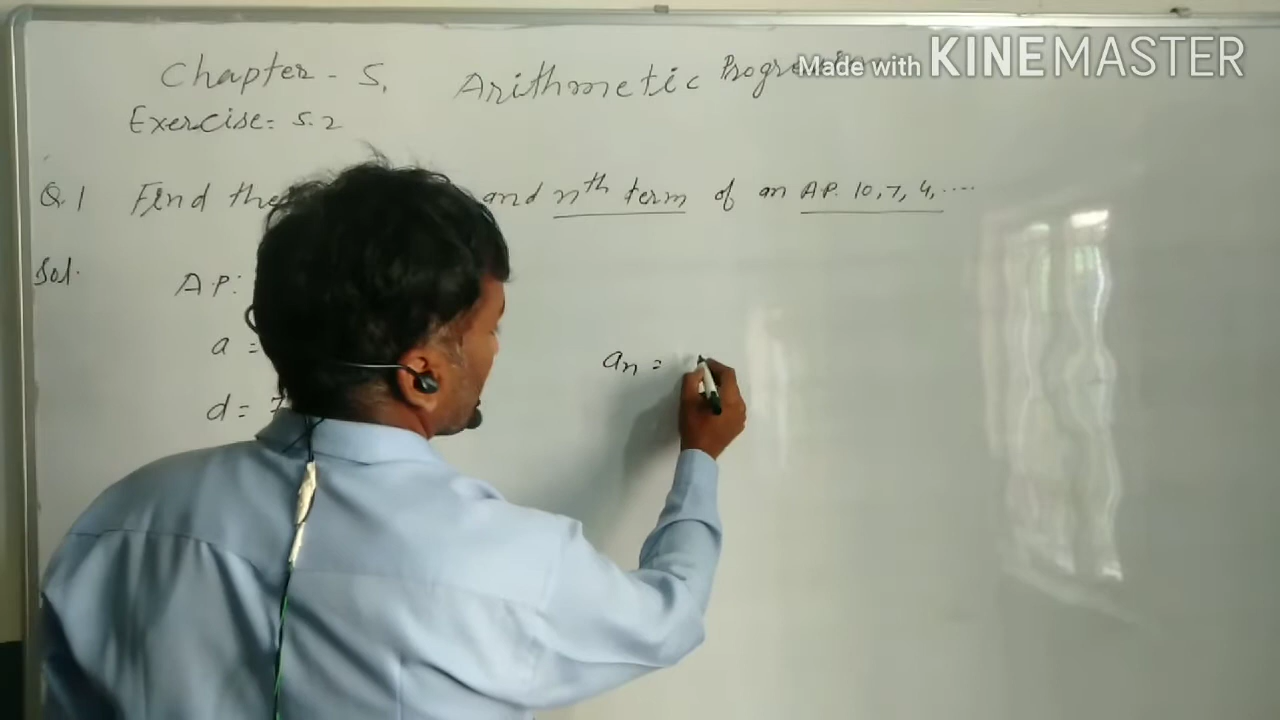 Made with KINEMASTER
Chapter - 5, Arithmetic
Exercise: 5.2
Q.1 Find the and nth term of an AP. 10, 7, 4, ....
Sol.
A.P:
a =
an =
d = 7